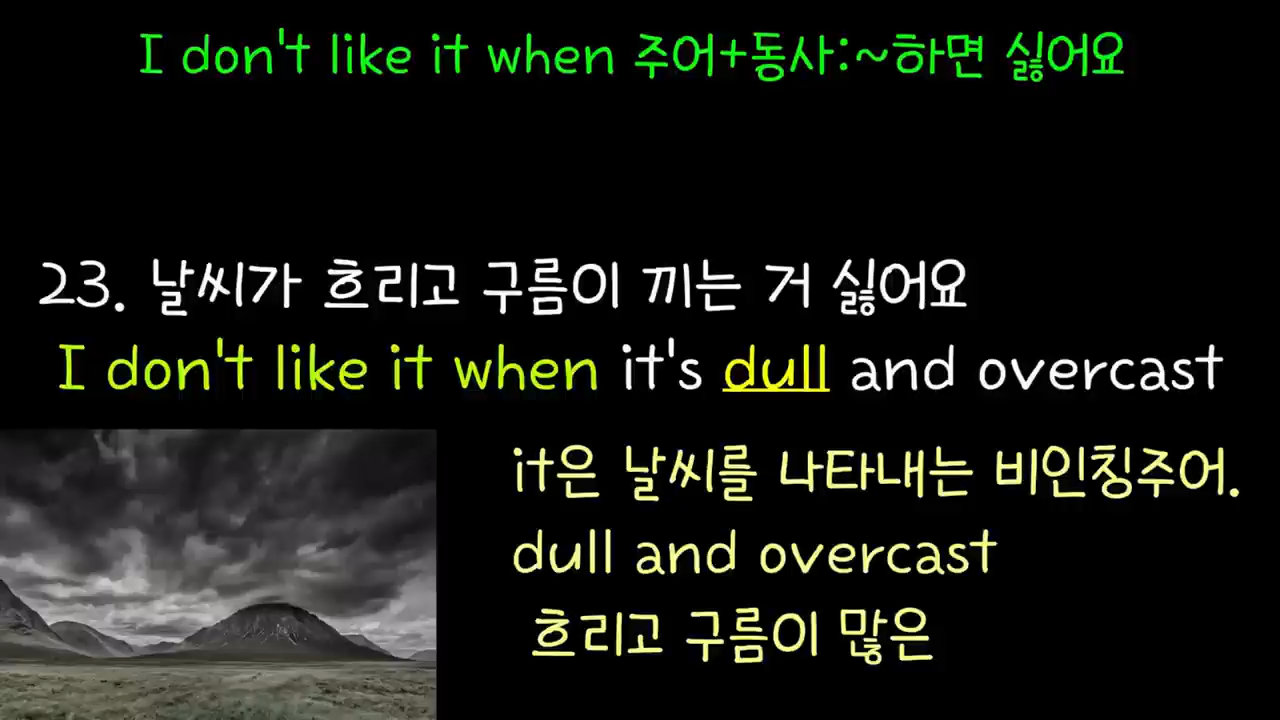 I don't like it when 주어+동사:~하면 싫어요
23. 날씨가 흐리고 구름이 끼는 거 싫어요
I don't like it when it's dull and overcast
it은 날씨를 나타내는 비인칭주어.
dull and overcast
흐리고 구름이 많은